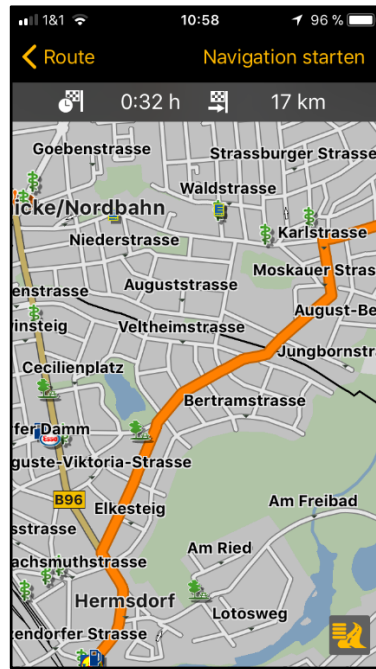 1&1 10:58 96 %
Route Navigation starten
0:32 h 17 km
Goebenstrasse
Strassburger Strasse
Waldstrasse
icke/Nordbahn
Karlstrasse
Niederstrasse
Moskauer Stras
enstrasse
Auguststrasse
August-Be
insteig
Veltheimstrasse
Jungbornstr
Cecilienplatz
Bertramstrasse
fer Damm
guste-Viktoria-Strasse
B96
Elkesteig
Am Freibad
sstrasse
Am Ried
achsmuthstrasse
Hermsdorf
Lotosweg
endorfer Strasse